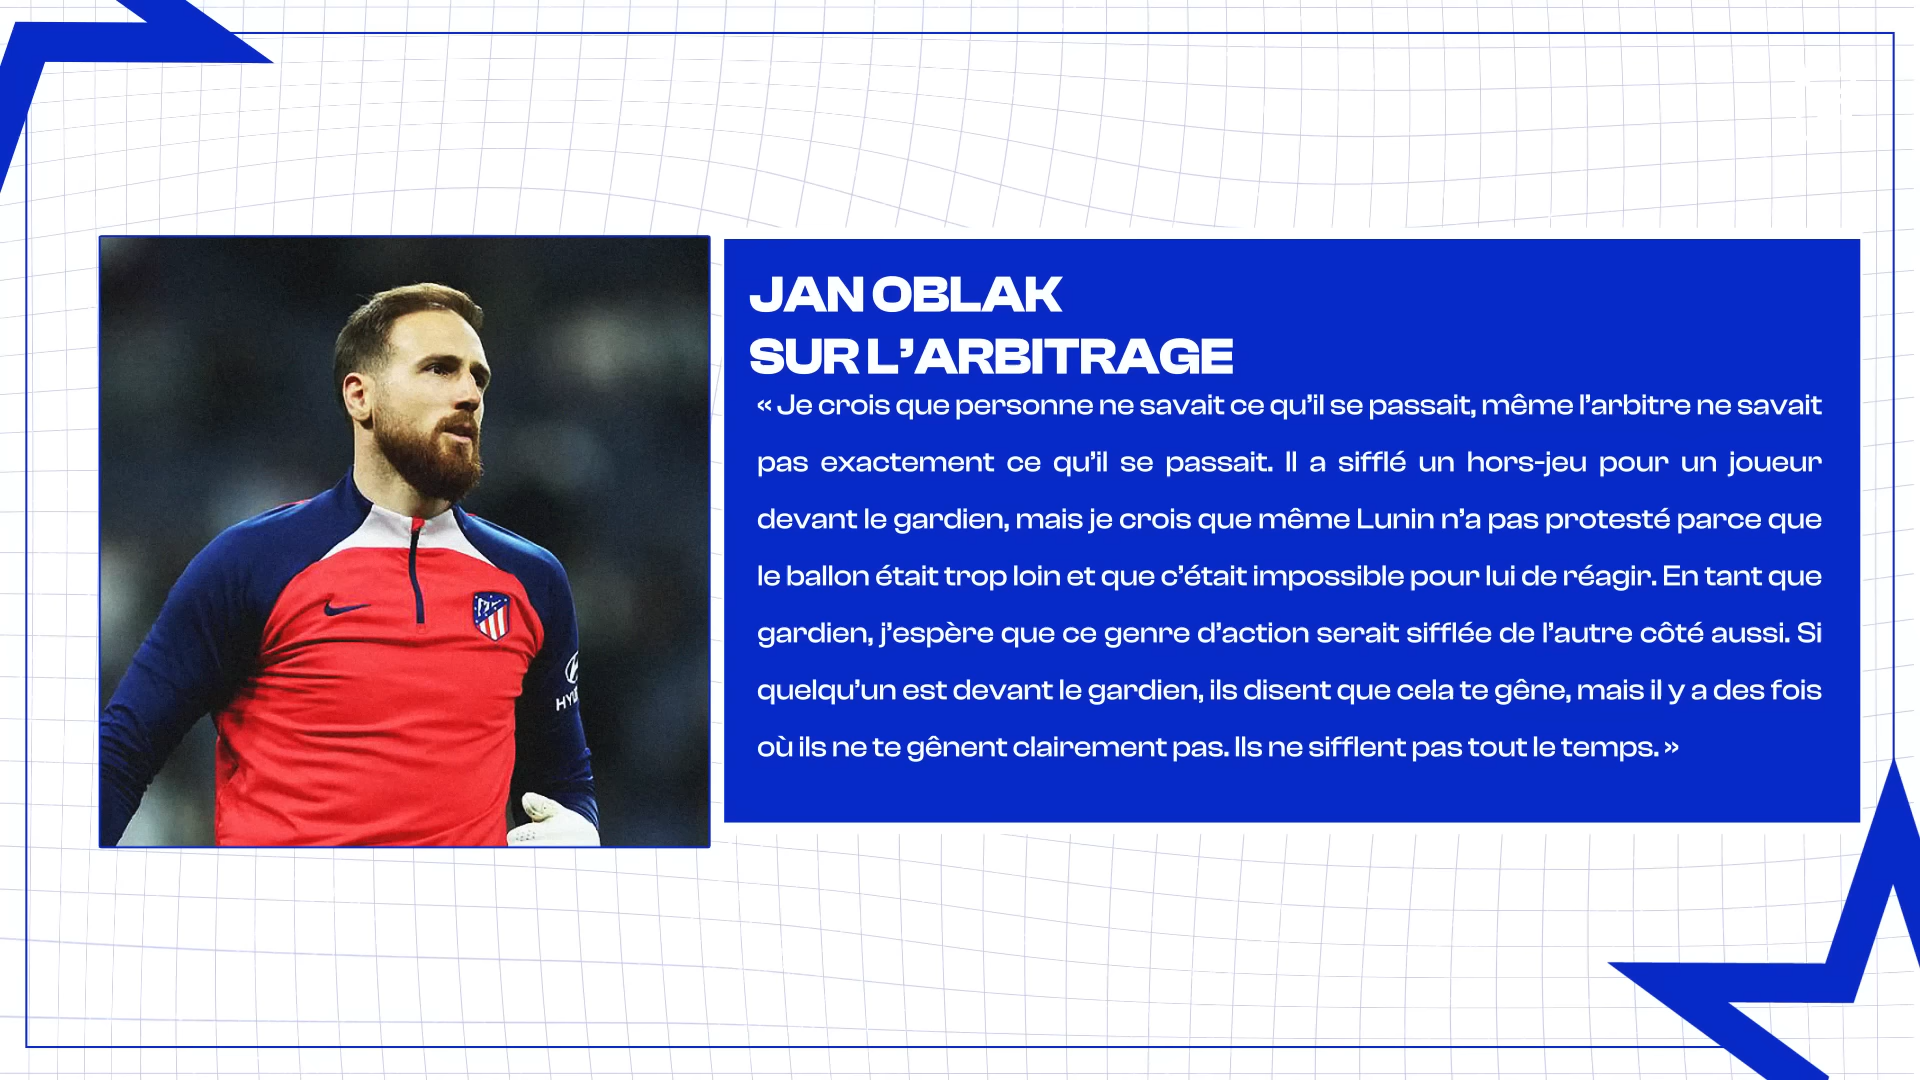 JAN OBLAK
SUR L’ARBITRAGE
« Je crois que personne ne savait ce qu’il se passait, même l’arbitre ne savait
pas exactement ce qu’il se passait. Il a sifflé un hors-jeu pour un joueur
devant le gardien, mais je crois que même Lunin n’a pas protesté parce que
le ballon était trop loin et que c’était impossible pour lui de réagir. En tant que
gardien, j’espère que ce genre d’action serait sifflée de l’autre côté aussi. Si
quelqu’un est devant le gardien, ils disent que cela te gêne, mais il y a des fois
où ils ne te gênent clairement pas. Ils ne sifflent pas tout le temps. »